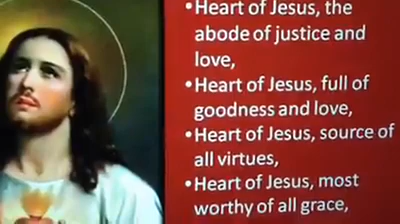 •Heart of Jesus, the
abode of justice and
love,
•Heart of Jesus, full of
goodness and love,
•Heart of Jesus, source of
all virtues,
•Heart of Jesus, most
worthy of all grace,